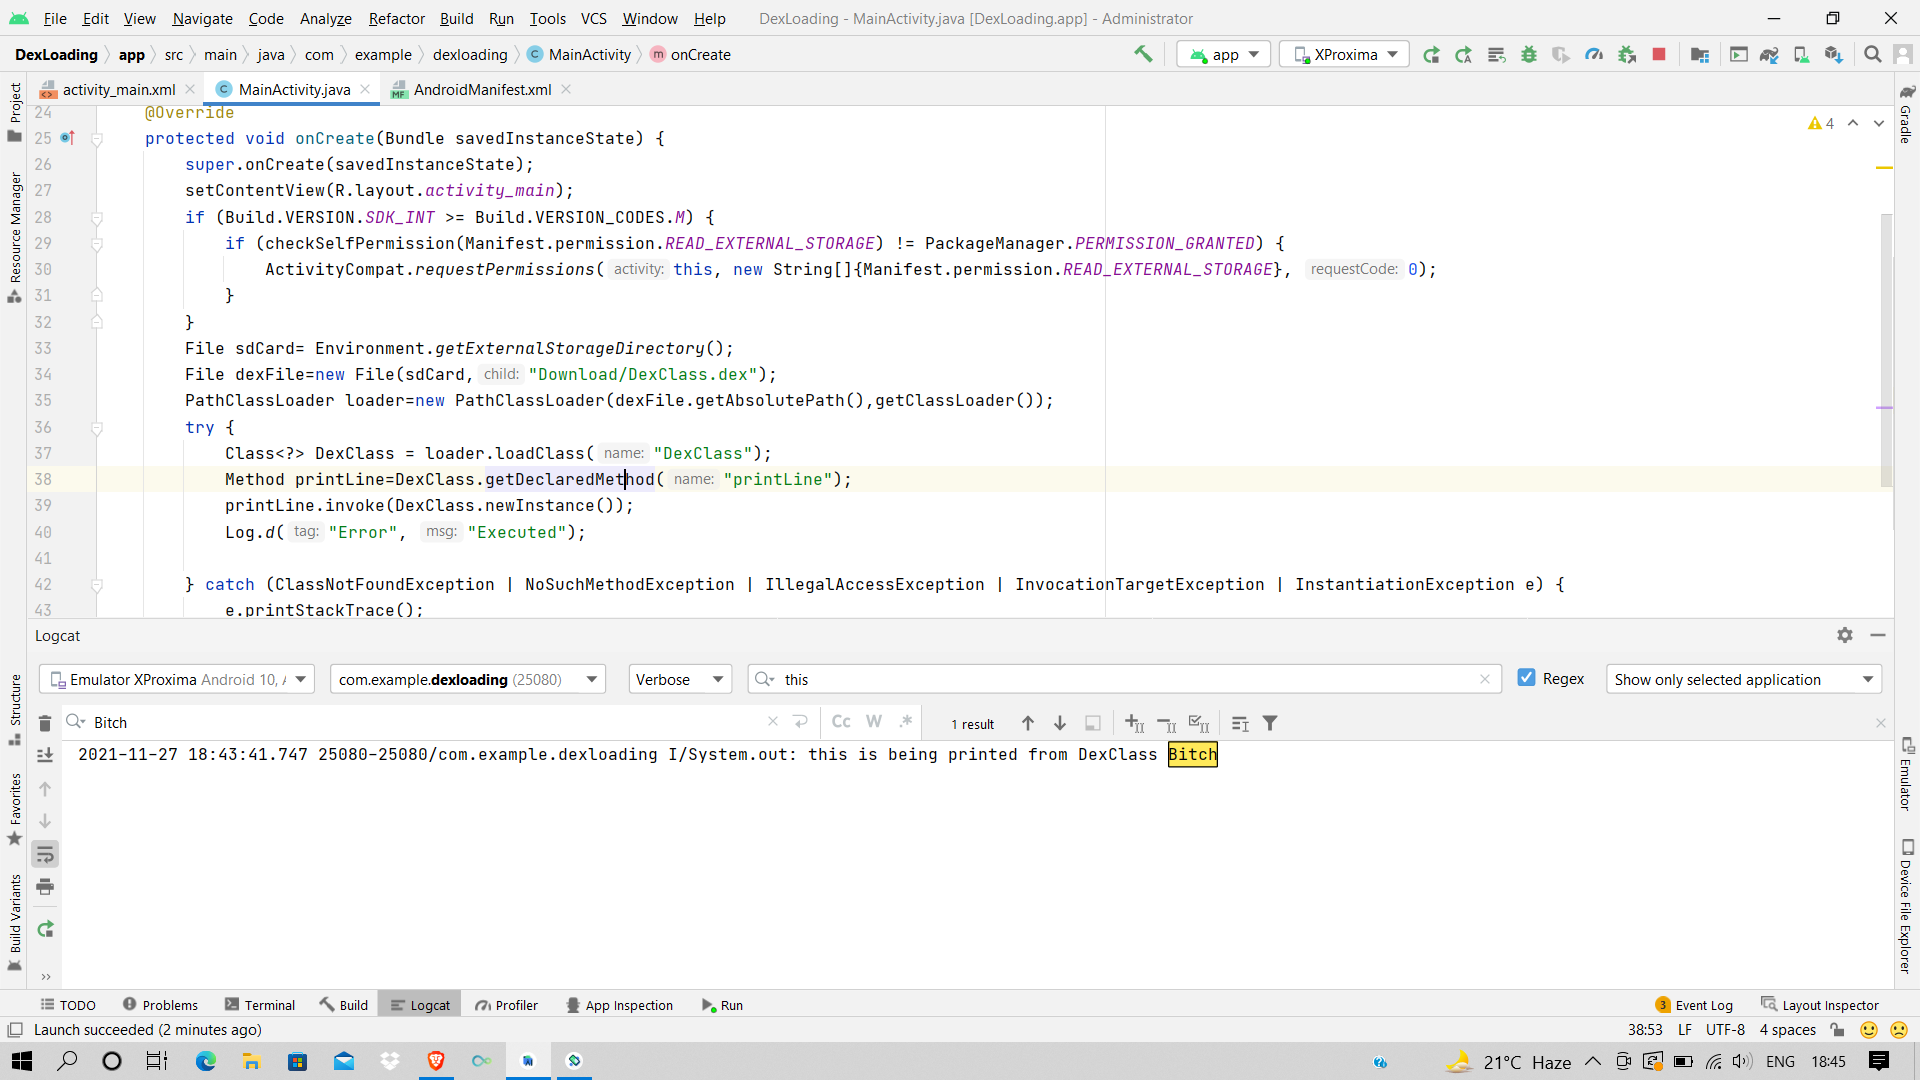 File Edit View Navigate Code Analyze Refactor Build Run Tools VCS Window Help DexLoading - MainActivity.java [DexLoading.app] - Administrator
DexLoading app src main java com example dexloading C MainActivity m onCreate app XProxima
activity_main.xml C MainActivity.java MF AndroidManifest.xml
24 @Override
4
25 protected void onCreate(Bundle savedInstanceState) {
26 super.onCreate(savedInstanceState);
27 setContentView(R.layout.activity_main);
28 if (Build.VERSION.SDK_INT >= Build.VERSION_CODES.M) {
29 if (checkSelfPermission(Manifest.permission.READ_EXTERNAL_STORAGE) != PackageManager.PERMISSION_GRANTED) {
30 ActivityCompat.requestPermissions( activity: this, new String[]{Manifest.permission.READ_EXTERNAL_STORAGE}, requestCode: 0);
31 }
32 }
33 File sdCard= Environment.getExternalStorageDirectory();
34 File dexFile=new File(sdCard, child: "Download/DexClass.dex");
35 PathClassLoader loader=new PathClassLoader(dexFile.getAbsolutePath(),getClassLoader());
36 try {
37 Class<?> DexClass = loader.loadClass( name: "DexClass");
38 Method printLine=DexClass.getDeclaredMethod( name: "printLine");
39 printLine.invoke(DexClass.newInstance());
40 Log.d( tag: "Error", msg: "Executed");
41
42 } catch (ClassNotFoundException | NoSuchMethodException | IllegalAccessException | InvocationTargetException | InstantiationException e) {
43 e.printStackTrace();
Project
Resource Manager
Structure
Favorites
Build Variants
Gradle
Emulator
Device File Explorer
Logcat
Emulator XProxima Android 10, A com.example.dexloading (25080) Verbose this Regex Show only selected application
Bitch Cc W .* 1 result
2021-11-27 18:43:41.747 25080-25080/com.example.dexloading I/System.out: this is being printed from DexClass Bitch
TODO Problems Terminal Build Logcat Profiler App Inspection Run 3 Event Log Layout Inspector
Launch succeeded (2 minutes ago) 38:53 LF UTF-8 4 spaces
21°C Haze ENG 18:45